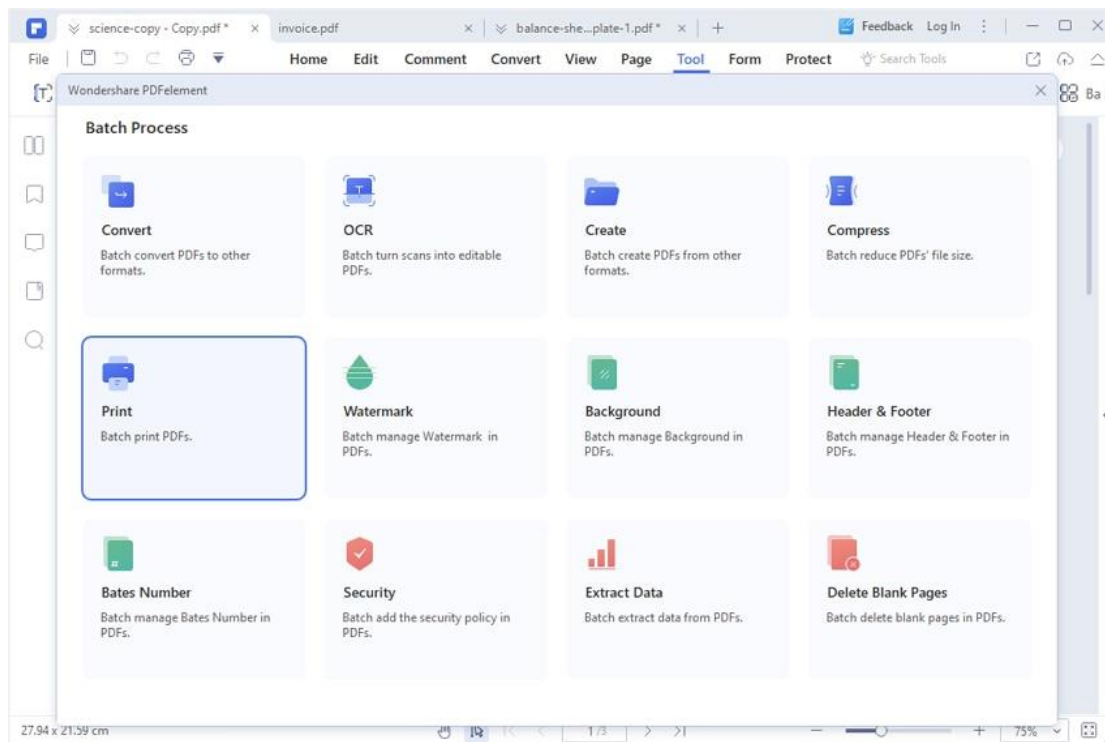 science-copy - Copy.pdf * × invoice.pdf × balance-she...plate-1.pdf * × + Feedback Log In
File Home Edit Comment Convert View Page Tool Form Protect Search Tools
Wondershare PDFelement
Ba
Batch Process
Convert
Batch convert PDFs to other
formats.
OCR
Batch turn scans into editable
PDFs.
Create
Batch create PDFs from other
formats.
Compress
Batch reduce PDFs' file size.
Print
Batch print PDFs.
Watermark
Batch manage Watermark in
PDFs.
Background
Batch manage Background in
PDFs.
Header & Footer
Batch manage Header & Footer in
PDFs.
Bates Number
Batch manage Bates Number in
PDFs.
Security
Batch add the security policy in
PDFs.
Extract Data
Batch extract data from PDFs.
Delete Blank Pages
Batch delete blank pages in PDFs.
27.94 x 21.59 cm 1/3 75%